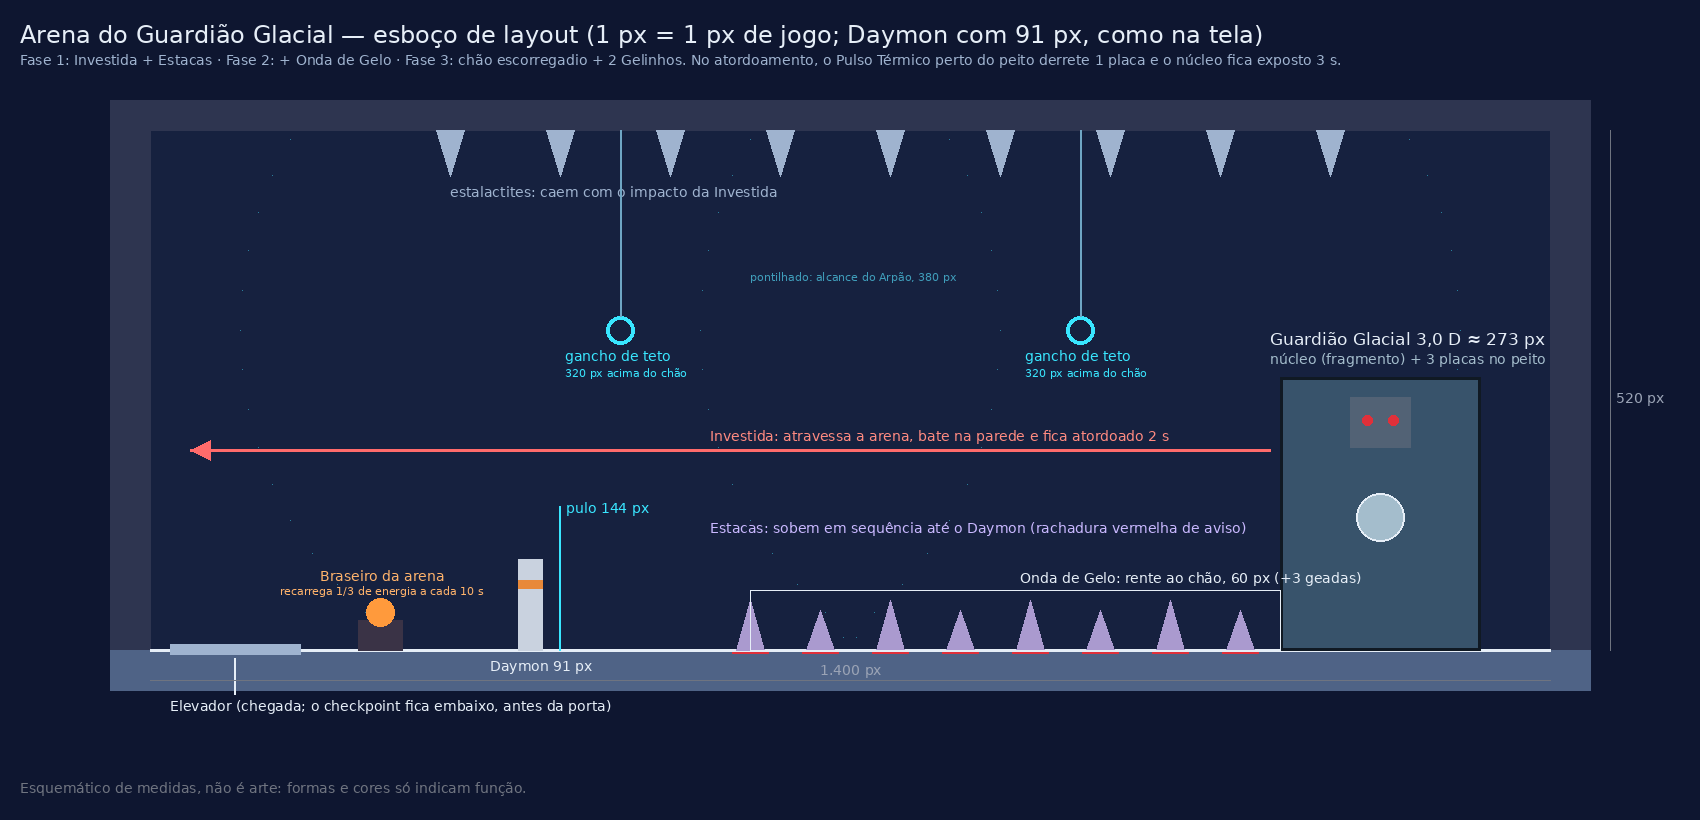 Arena do Guardião Glacial — esboço de layout (1 px = 1 px de jogo; Daymon com 91 px, como na tela)
Fase 1: Investida + Estacas · Fase 2: + Onda de Gelo · Fase 3: chão escorregadio + 2 Gelinhos. No atordoamento, o Pulso Térmico perto do peito derrete 1 placa e o núcleo fica exposto 3 s.
estalactites: caem com o impacto da Investida
pontilhado: alcance do Arpão, 380 px
gancho de teto
320 px acima do chão
gancho de teto
320 px acima do chão
Guardião Glacial 3,0 D ≈ 273 px
núcleo (fragmento) + 3 placas no peito
520 px
Investida: atravessa a arena, bate na parede e fica atordoado 2 s
pulo 144 px
Estacas: sobem em sequência até o Daymon (rachadura vermelha de aviso)
Braseiro da arena
recarrega 1/3 de energia a cada 10 s
Onda de Gelo: rente ao chão, 60 px (+3 geadas)
Daymon 91 px
1.400 px
Elevador (chegada; o checkpoint fica embaixo, antes da porta)
Esquemático de medidas, não é arte: formas e cores só indicam função.